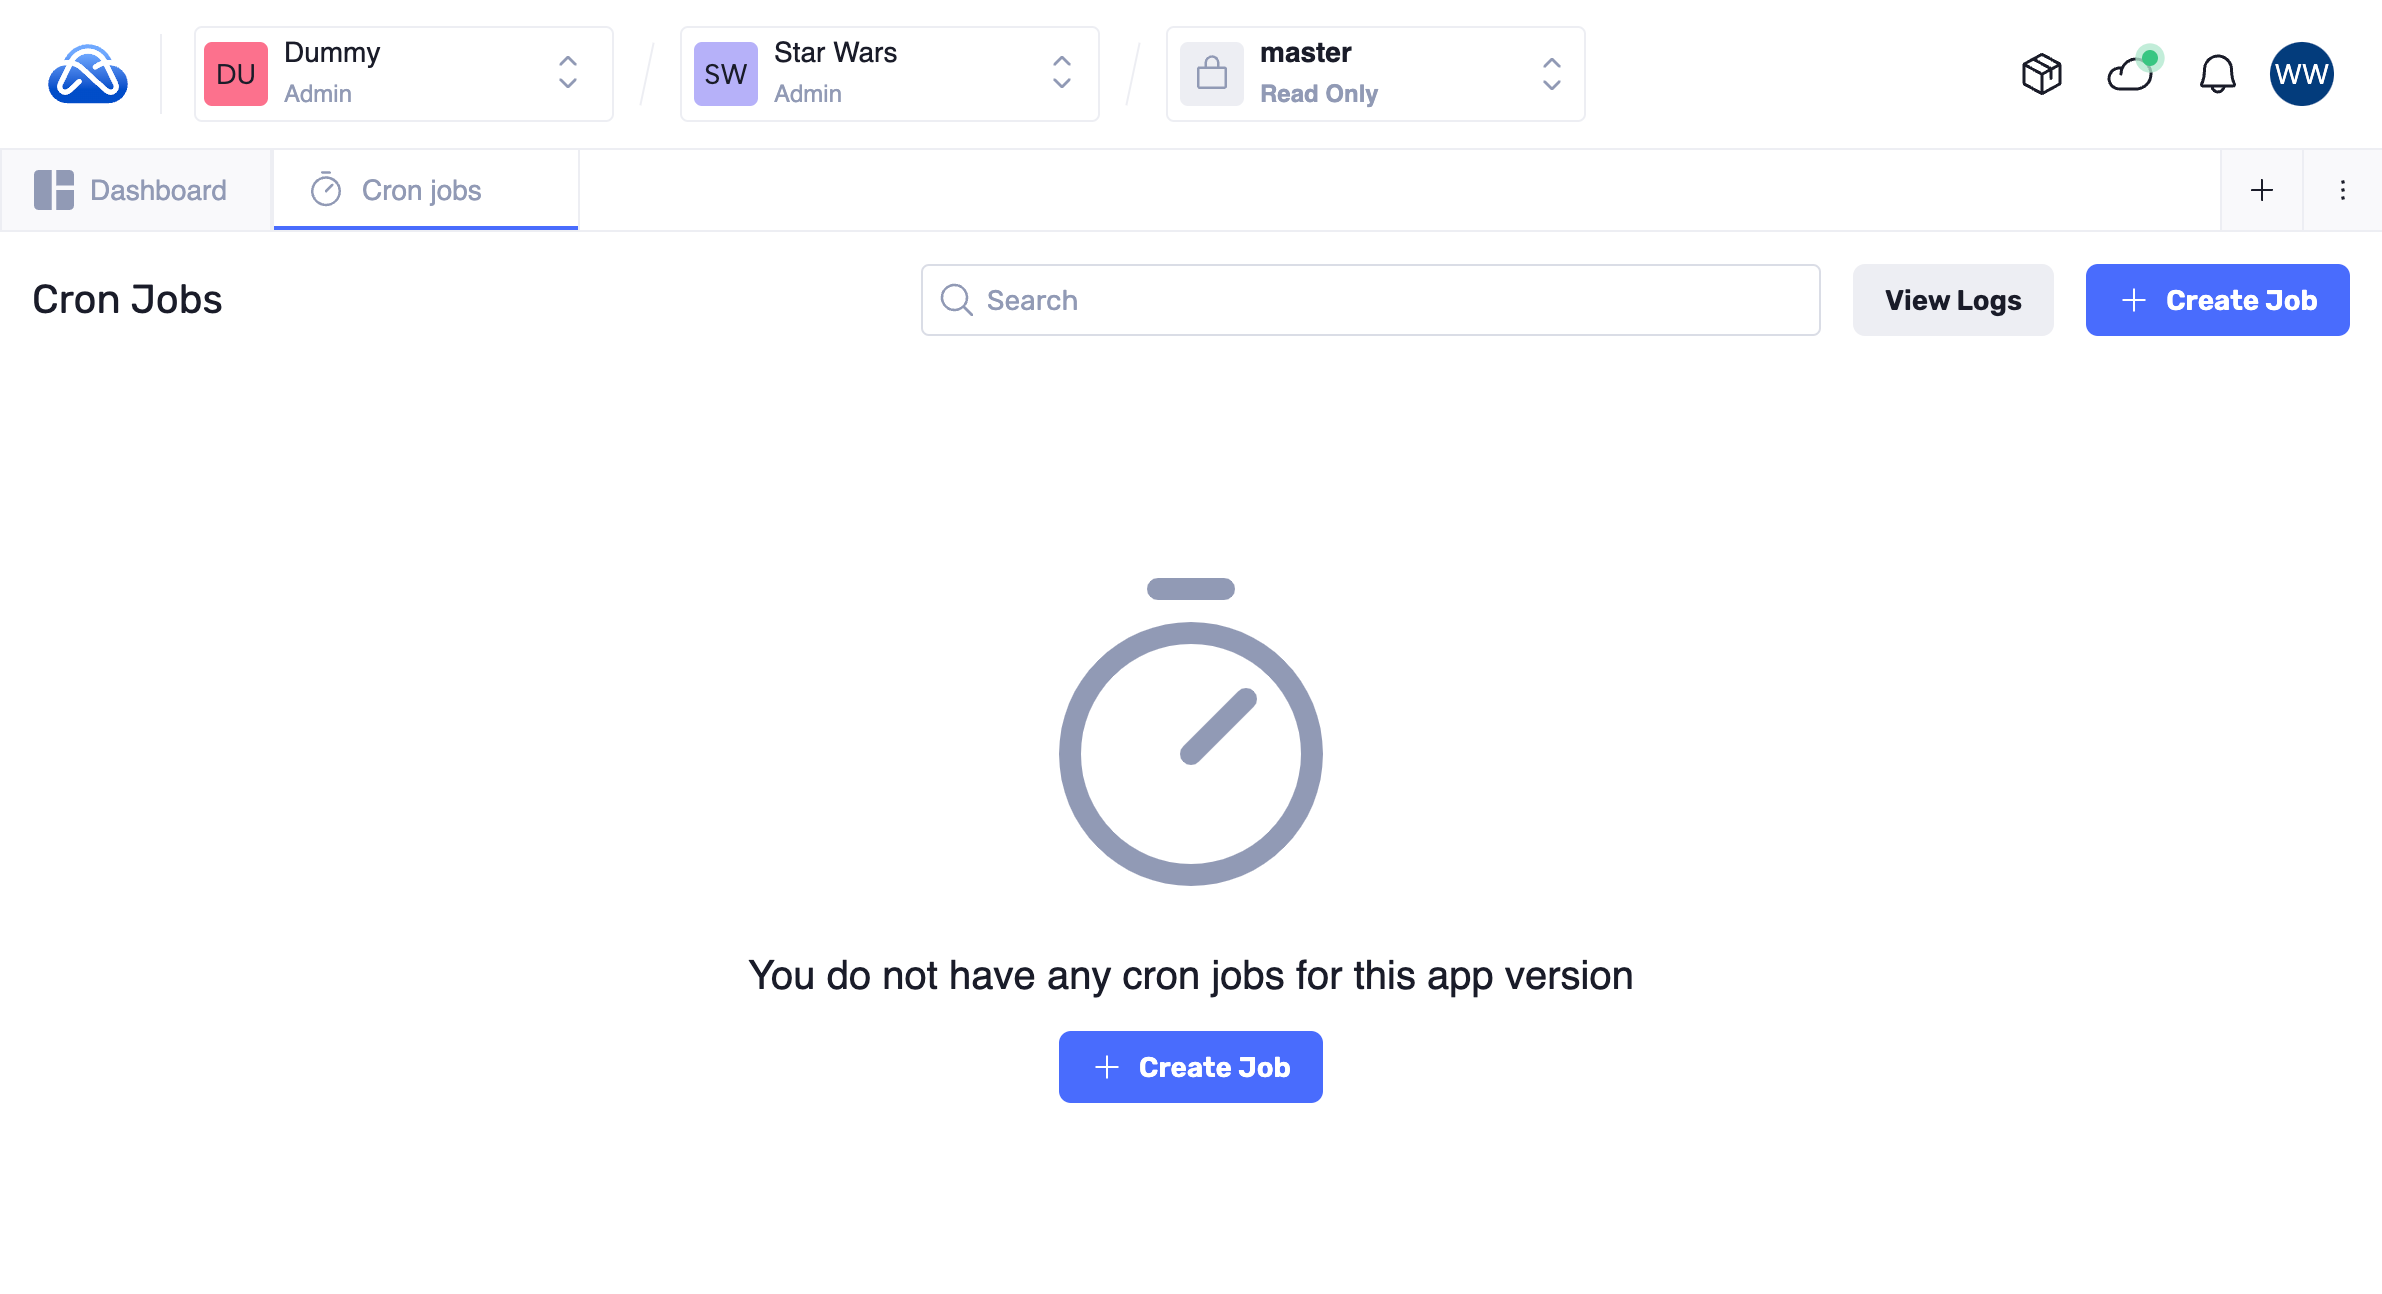 DU
Dummy
Admin
SW
Star Wars
Admin
master
Read Only
WW
Dashboard
Cron jobs
Cron Jobs
Search
View Logs
Create Job
You do not have any cron jobs for this app version
Create Job